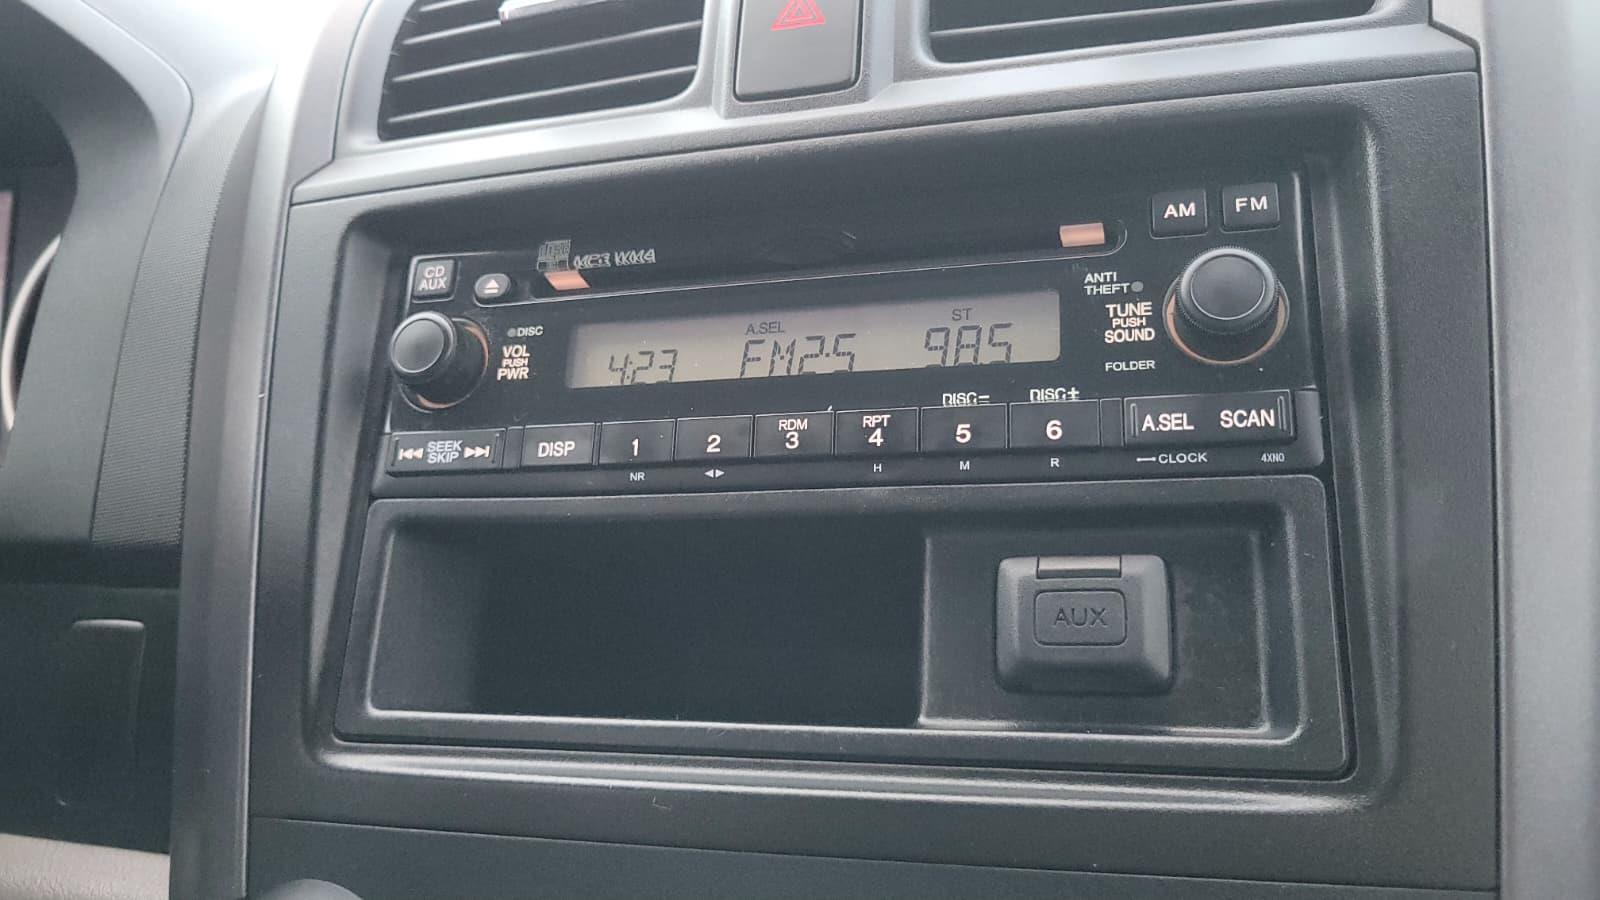 AM FM
CD
AUX
MP3 WMA
ANTI
THEFT
DISC
VOL
PUSH
PWR
A.SEL ST
4:23 FM2-5 98.5
TUNE
PUSH
SOUND
FOLDER
DISC- DISC+
SEEK
SKIP
DISP
1
2
RDM
3
RPT
4
5
6
A.SEL SCAN
NR
H
M
R
CLOCK
4XN0
AUX